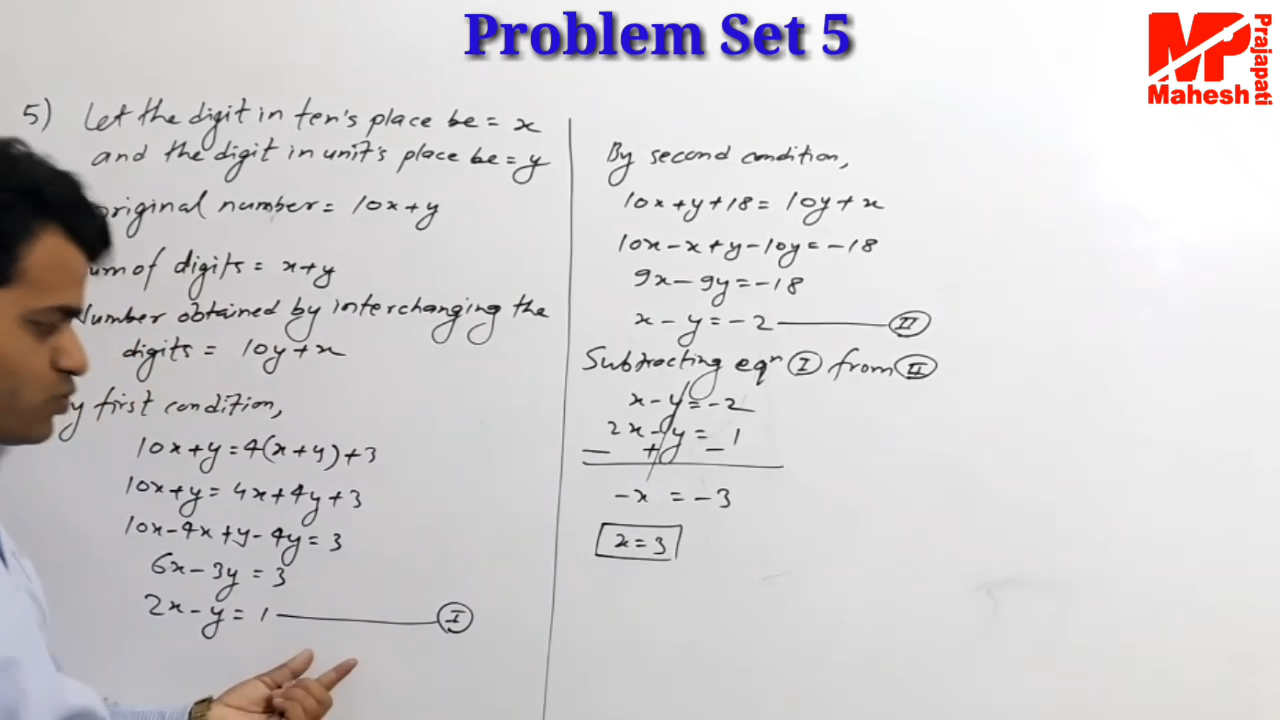 Problem Set 5
MP
Mahesh
Prajapati
5) Let the digit in ten's place be = x
and the digit in unit's place be = y
original number = 10x+y
sum of digits = x+y
Number obtained by interchanging the
digits = 10y+x
By first condition,
10x+y=4(x+y)+3
10x+y=4x+4y+3
10x-4x+y-4y=3
6x-3y=3
2x-y=1 I
By second condition,
10x+y+18=10y+x
10x-x+y-10y=-18
9x-9y=-18
x-y=-2 II
Subtracting eqn I from II
x-y=-2
2x-y=1
- + -
-x = -3
x=3